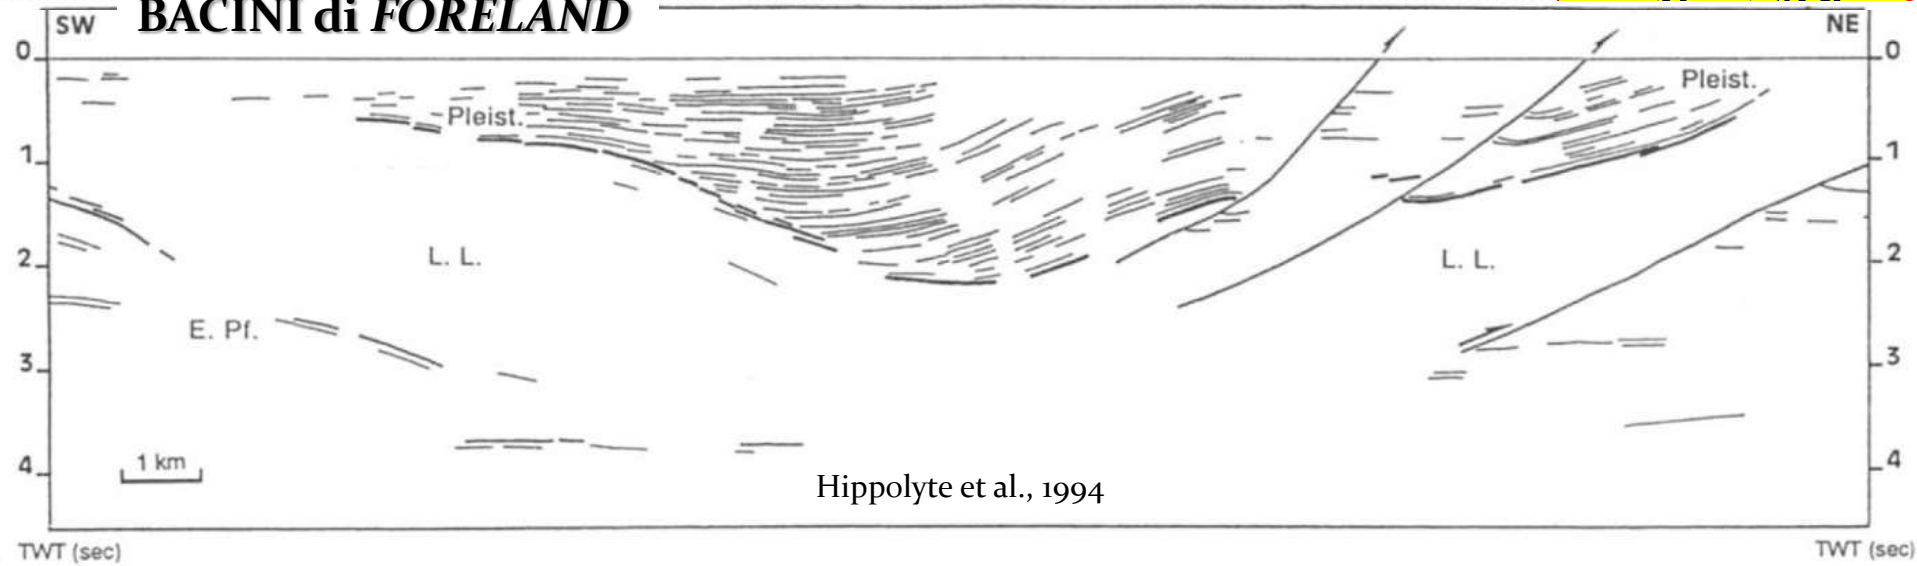 BACINI di FORELAND
SW
NE
0
0
Pleist.
Pleist.
1
1
L. L.
L. L.
2
2
E. Pf.
3
3
1 km
4
4
Hippolyte et al., 1994
TWT (sec)
TWT (sec)